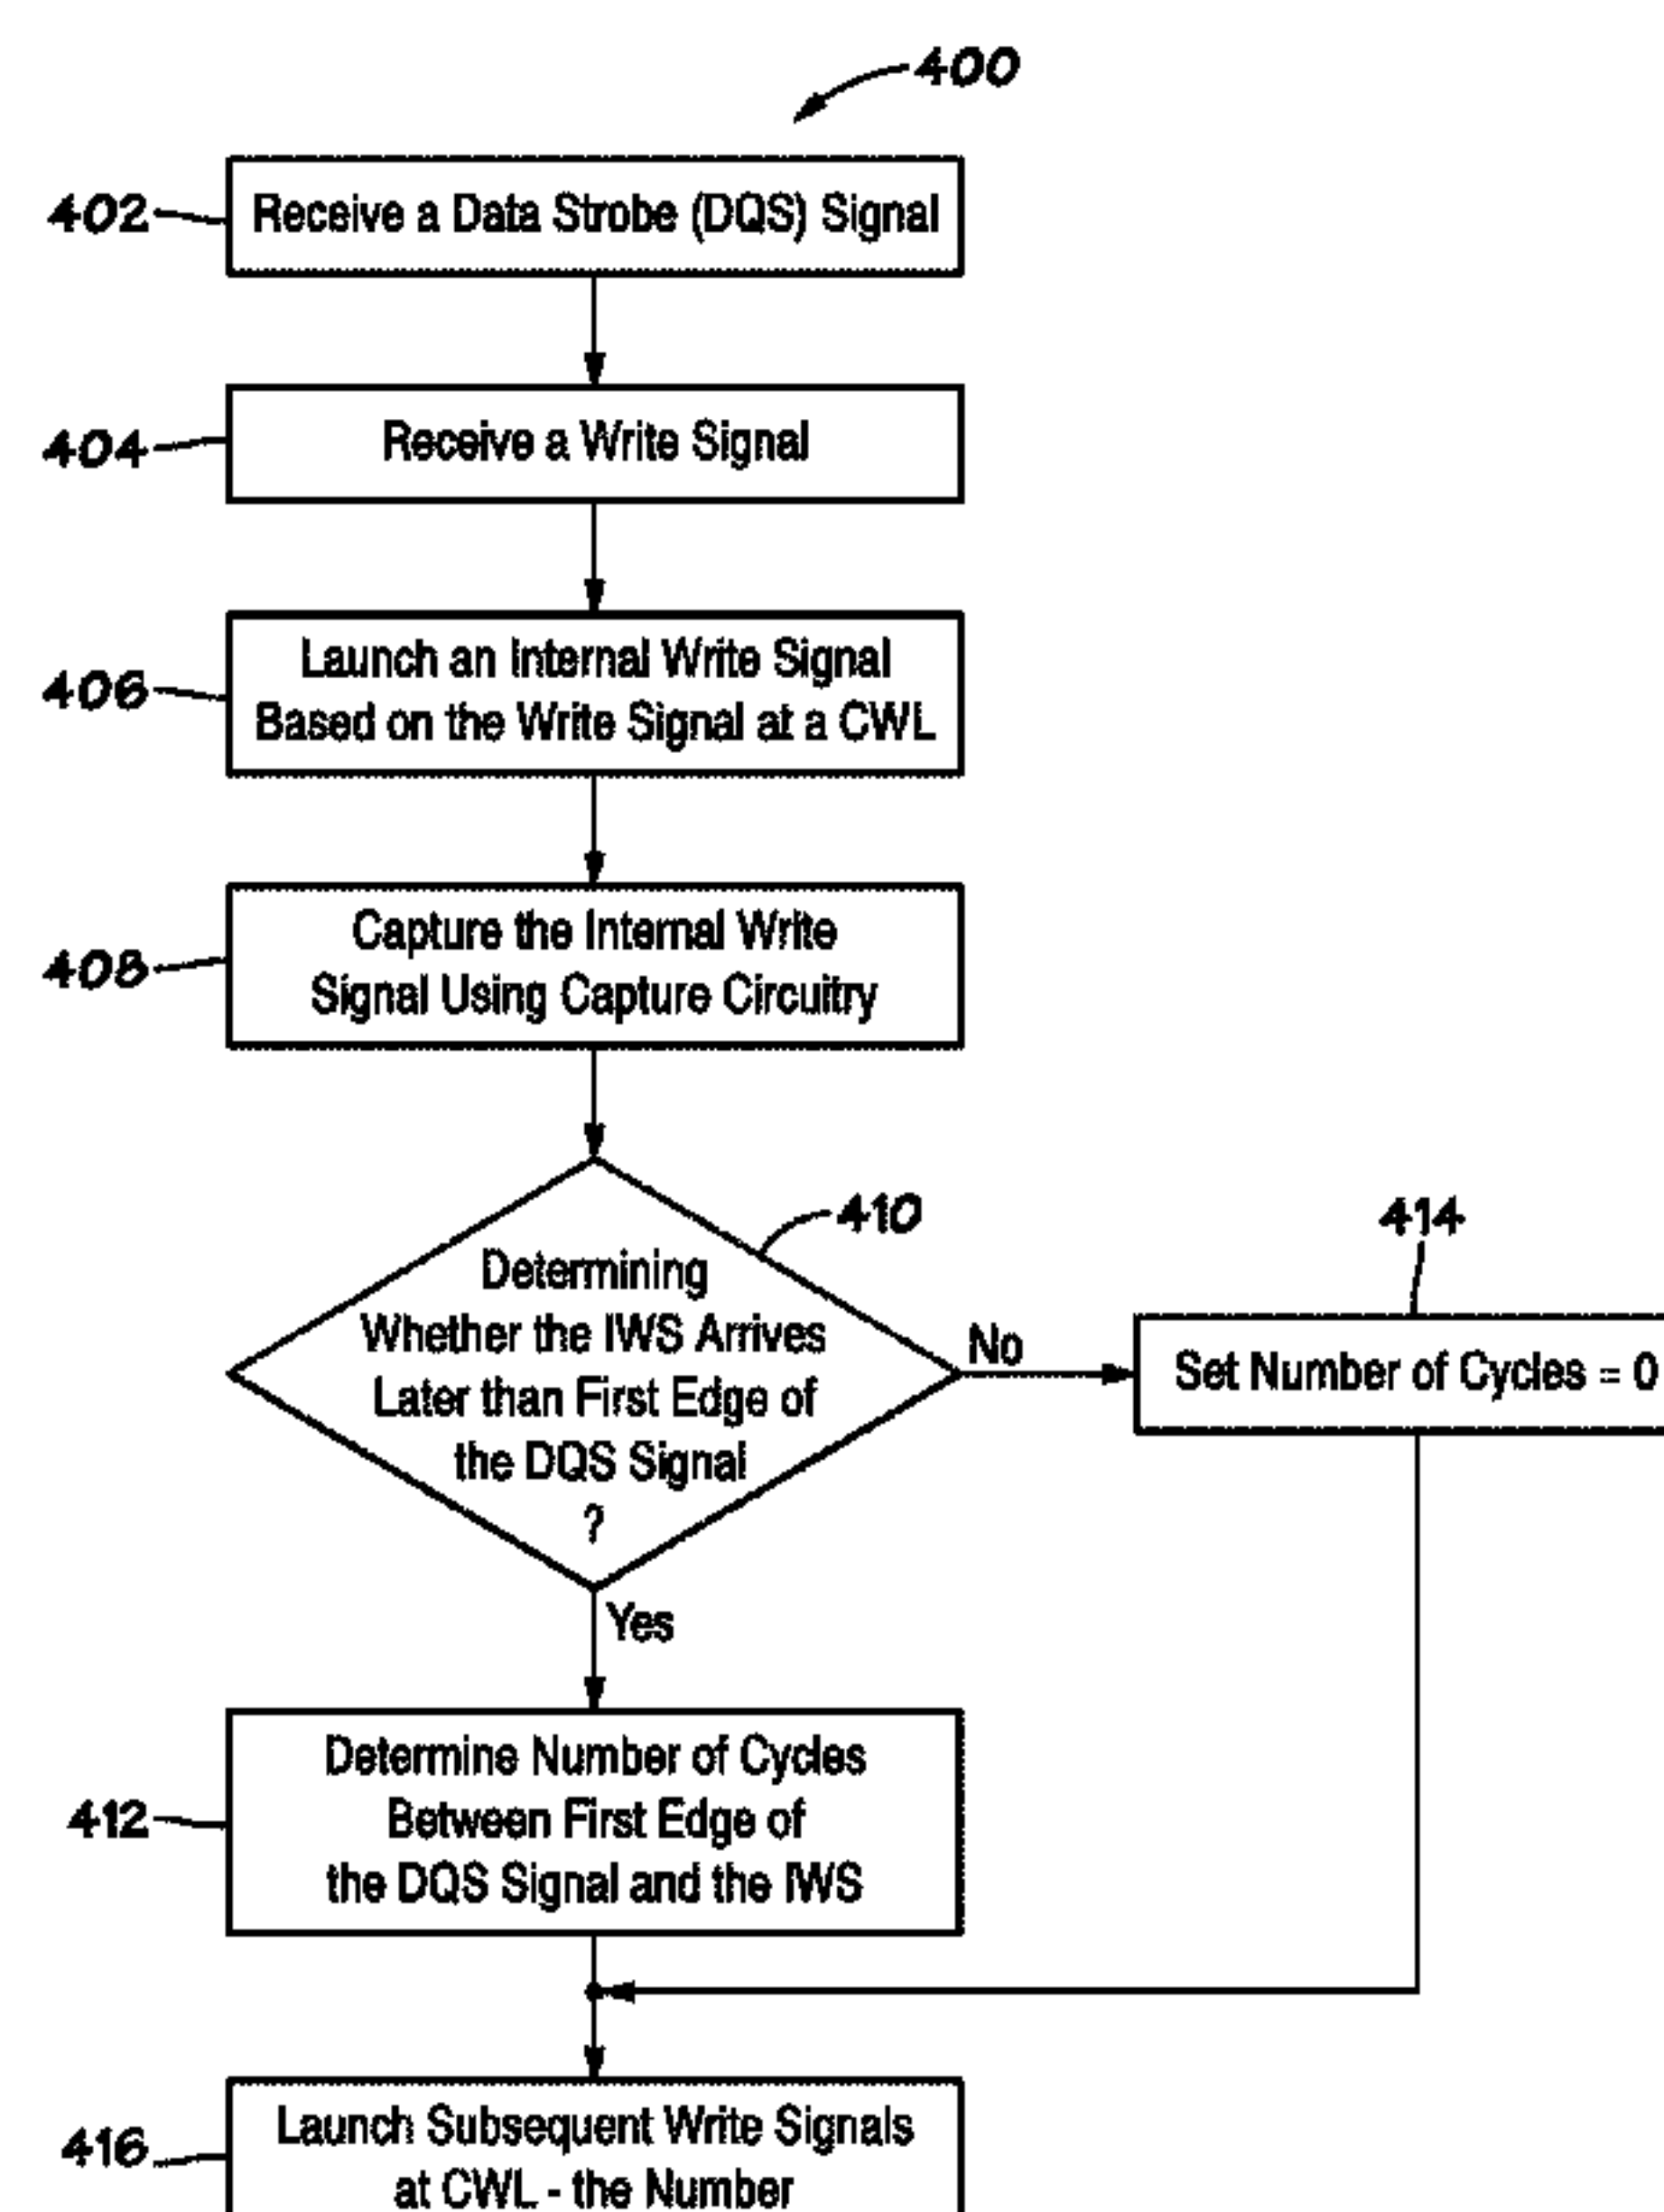 400
402
Receive a Data Strobe (DQS) Signal
404
Receive a Write Signal
406
Launch an Internal Write Signal
Based on the Write Signal at a CWL
408
Capture the Internal Write
Signal Using Capture Circuitry
410
Determining
Whether the IWS Arrives
Later than First Edge of
the DQS Signal
?
No
414
Set Number of Cycles = 0
Yes
412
Determine Number of Cycles
Between First Edge of
the DQS Signal and the IWS
416
Launch Subsequent Write Signals
at CWL - the Number